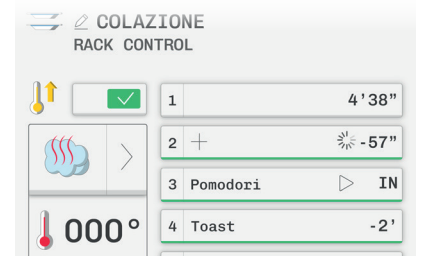 COLAZIONE
RACK CONTROL
1 4'38”
2 + -57”
3 Pomodori IN
4 Toast -2'
000°